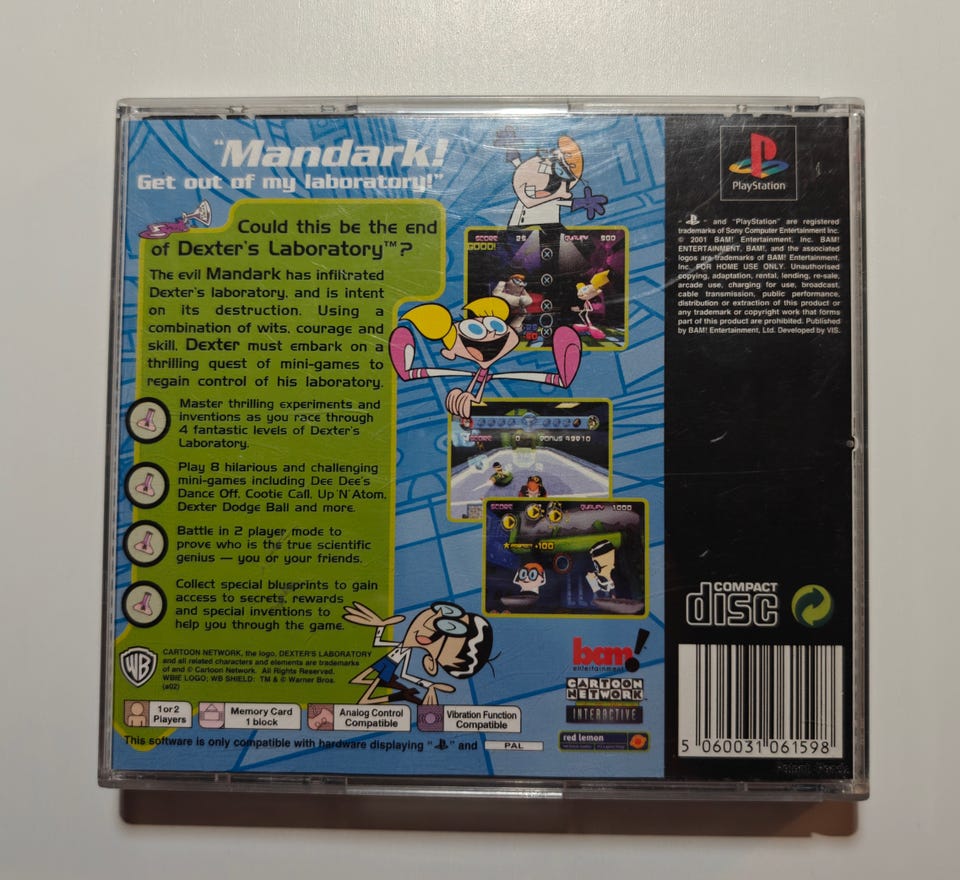 "Mandark!
Get out of my laboratory!"
Could this be the end
of Dexter's Laboratory™?
The evil Mandark has infiltrated
Dexter's laboratory, and is intent
on its destruction. Using a
combination of wits, courage and
skill, Dexter must embark on a
thrilling quest of mini-games to
regain control of his laboratory.
Master thrilling experiments and
inventions as you race through
4 fantastic levels of Dexter's
Laboratory.
Play 8 hilarious and challenging
mini-games including Dee Dee's
Dance Off, Cootie Call, Up 'N' Atom,
Dexter Dodge Ball and more.
Battle in 2 player mode to
prove who is the true scientific
genius — you or your friends.
Collect special blueprints to gain
access to secrets, rewards
and special inventions to
help you through the game.
WB
CARTOON NETWORK, the logo, DEXTER'S LABORATORY
and all related characters and elements are trademarks
of and © Cartoon Network. All Rights Reserved.
WBIE LOGO; WB SHIELD: TM & © Warner Bros.
(s02)
1 or 2
Players
Memory Card
1 block
Analog Control
Compatible
Vibration Function
Compatible
This software is only compatible with hardware displaying " " and PAL
SCORE 25 QUALIFY 500
GOOD!
SCORE 0 BONUS 49910
SCORE QUALIFY 1000
PERFECT +100
bam!
entertainment
CARTOON
NETWORK
INTERACTIVE
red lemon
PlayStation
" " and "PlayStation" are registered
trademarks of Sony Computer Entertainment Inc.
© 2001 BAM! Entertainment, Inc. BAM!
ENTERTAINMENT, BAM!, and the associated
logos are trademarks of BAM! Entertainment,
Inc. FOR HOME USE ONLY. Unauthorised
copying, adaptation, rental, lending, re-sale,
arcade use, charging for use, broadcast,
cable transmission, public performance,
distribution or extraction of this product or
any trademark or copyright work that forms
part of this product are prohibited. Published
by BAM! Entertainment, Ltd. Developed by VIS.
COMPACT
disc
5 060031 061598